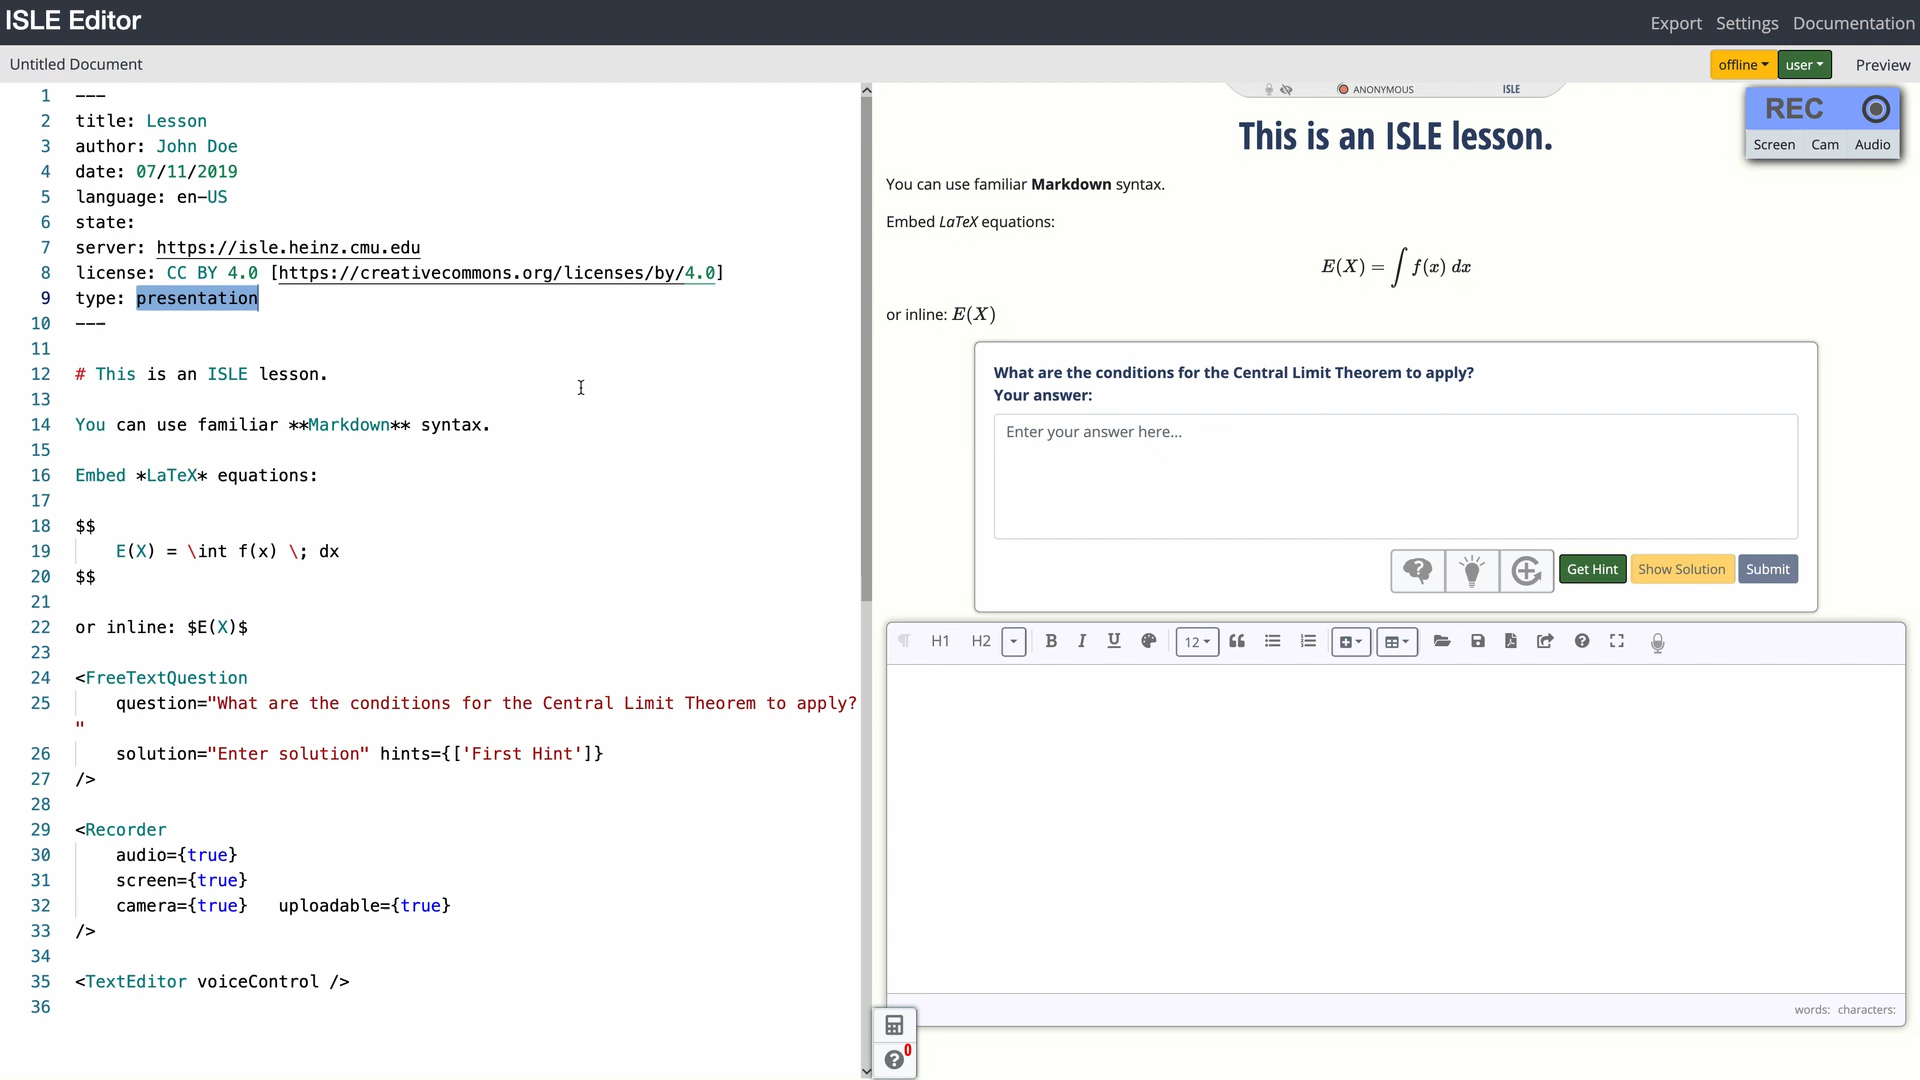 ISLE Editor
Export Settings Documentation
Untitled Document
offline user Preview
1 ---
2 title: Lesson
3 author: John Doe
4 date: 07/11/2019
5 language: en-US
6 state:
7 server: https://isle.heinz.cmu.edu
8 license: CC BY 4.0 [https://creativecommons.org/licenses/by/4.0]
9 type: presentation
10 ---
11
12 # This is an ISLE lesson.
13
14 You can use familiar **Markdown** syntax.
15
16 Embed *LaTeX* equations:
17
18 $$
19 E(X) = \int f(x) \; dx
20 $$
21
22 or inline: $E(X)$
23
24 <FreeTextQuestion
25 question="What are the conditions for the Central Limit Theorem to apply?
"
26 solution="Enter solution" hints={['First Hint']}
27 />
28
29 <Recorder
30 audio={true}
31 screen={true}
32 camera={true} uploadable={true}
33 />
34
35 <TextEditor voiceControl />
36
ANONYMOUS ISLE
REC
Screen Cam Audio
This is an ISLE lesson.
You can use familiar Markdown syntax.
Embed LaTeX equations:
E(X) = ∫ f(x) dx
or inline: E(X)
What are the conditions for the Central Limit Theorem to apply?
Your answer:
Enter your answer here...
Get Hint Show Solution Submit
H1 H2 B I U 12
words: characters:
0